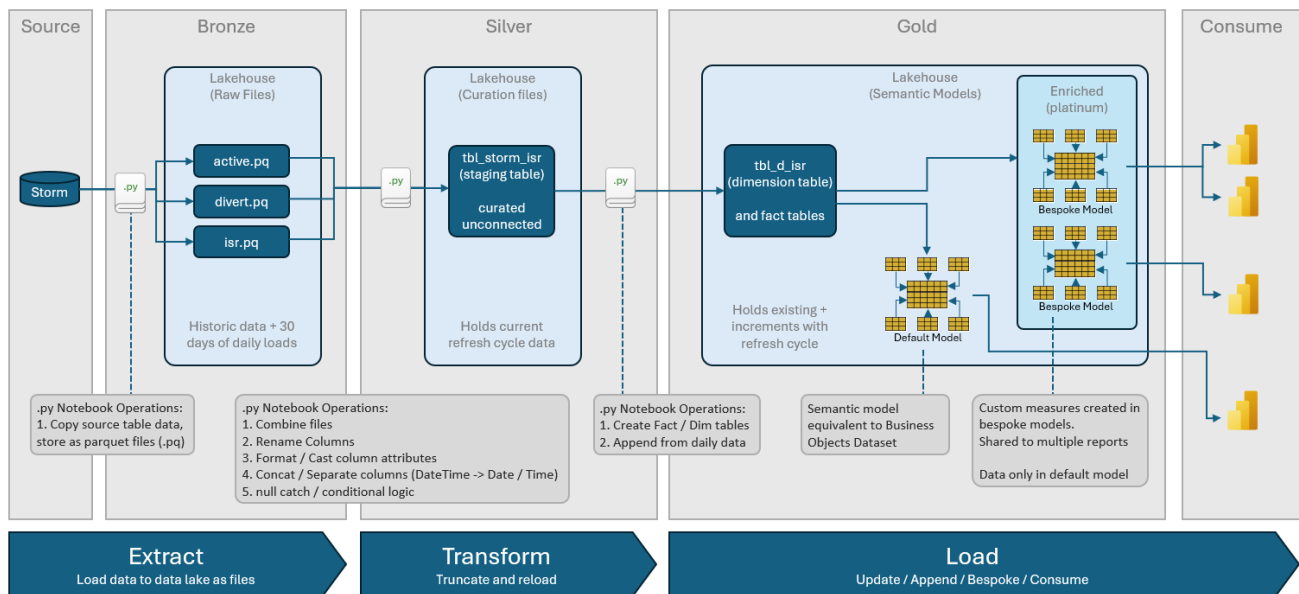 Source
Bronze
Silver
Gold
Consume
Lakehouse
(Raw Files)
Lakehouse
(Curation files)
Lakehouse
(Semantic Models)
Enriched
(platinum)
Storm
.py
active.pq
divert.pq
isr.pq
.py
tbl_storm_isr
(staging table)
curated
unconnected
.py
tbl_d_isr
(dimension table)
and fact tables
Bespoke Model
Bespoke Model
Default Model
Historic data + 30
days of daily loads
Holds current
refresh cycle data
Holds existing +
increments with
refresh cycle
.py Notebook Operations:
1. Copy source table data,
store as parquet files (.pq)
.py Notebook Operations:
1. Combine files
2. Rename Columns
3. Format / Cast column attributes
4. Concat / Separate columns (DateTime -> Date / Time)
5. null catch / conditional logic
.py Notebook Operations:
1. Create Fact / Dim tables
2. Append from daily data
Semantic model
equivalent to Business
Objects Dataset
Custom measures created in
bespoke models.
Shared to multiple reports
Data only in default model
Extract
Load data to data lake as files
Transform
Truncate and reload
Load
Update / Append / Bespoke / Consume